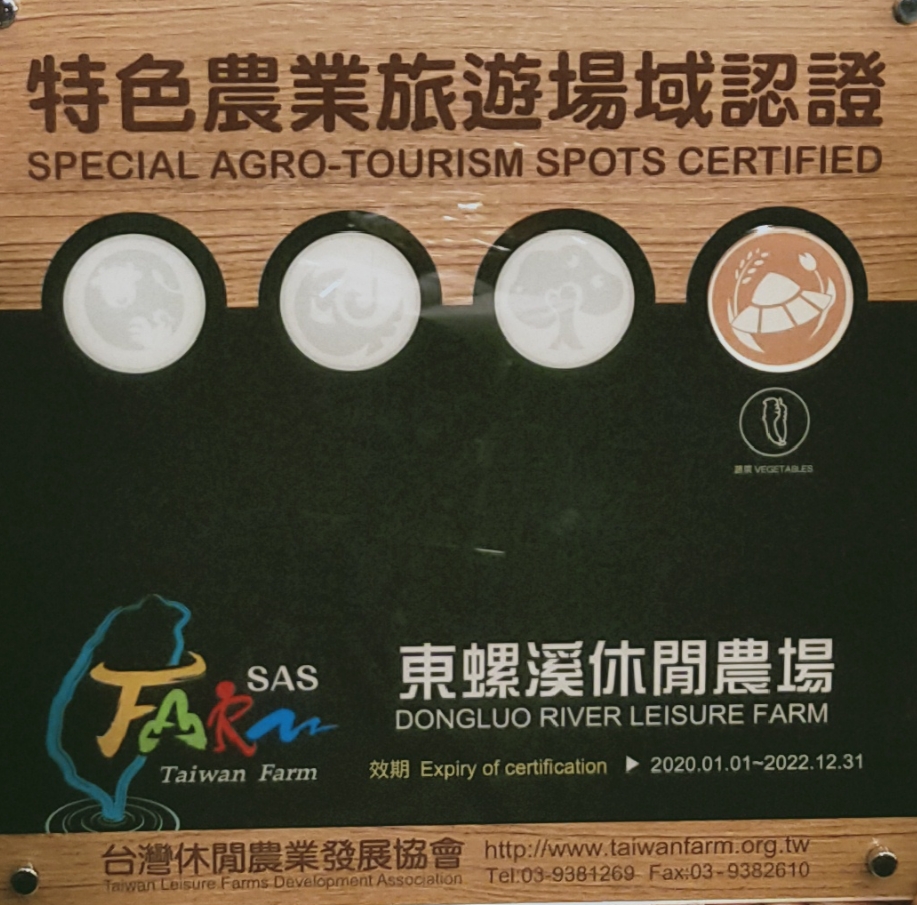 特色農業旅遊場域認證
SPECIAL AGRO-TOURISM SPOTS CERTIFIED
蔬果 VEGETABLES
SAS
FARm
Taiwan Farm
東螺溪休閒農場
DONGLUO RIVER LEISURE FARM
效期 Expiry of certification ▶ 2020.01.01~2022.12.31
台灣休閒農業發展協會
Taiwan Leisure Farms Development Association
http://www.taiwanfarm.org.tw
Tel:03-9381269 Fax:03-9382610